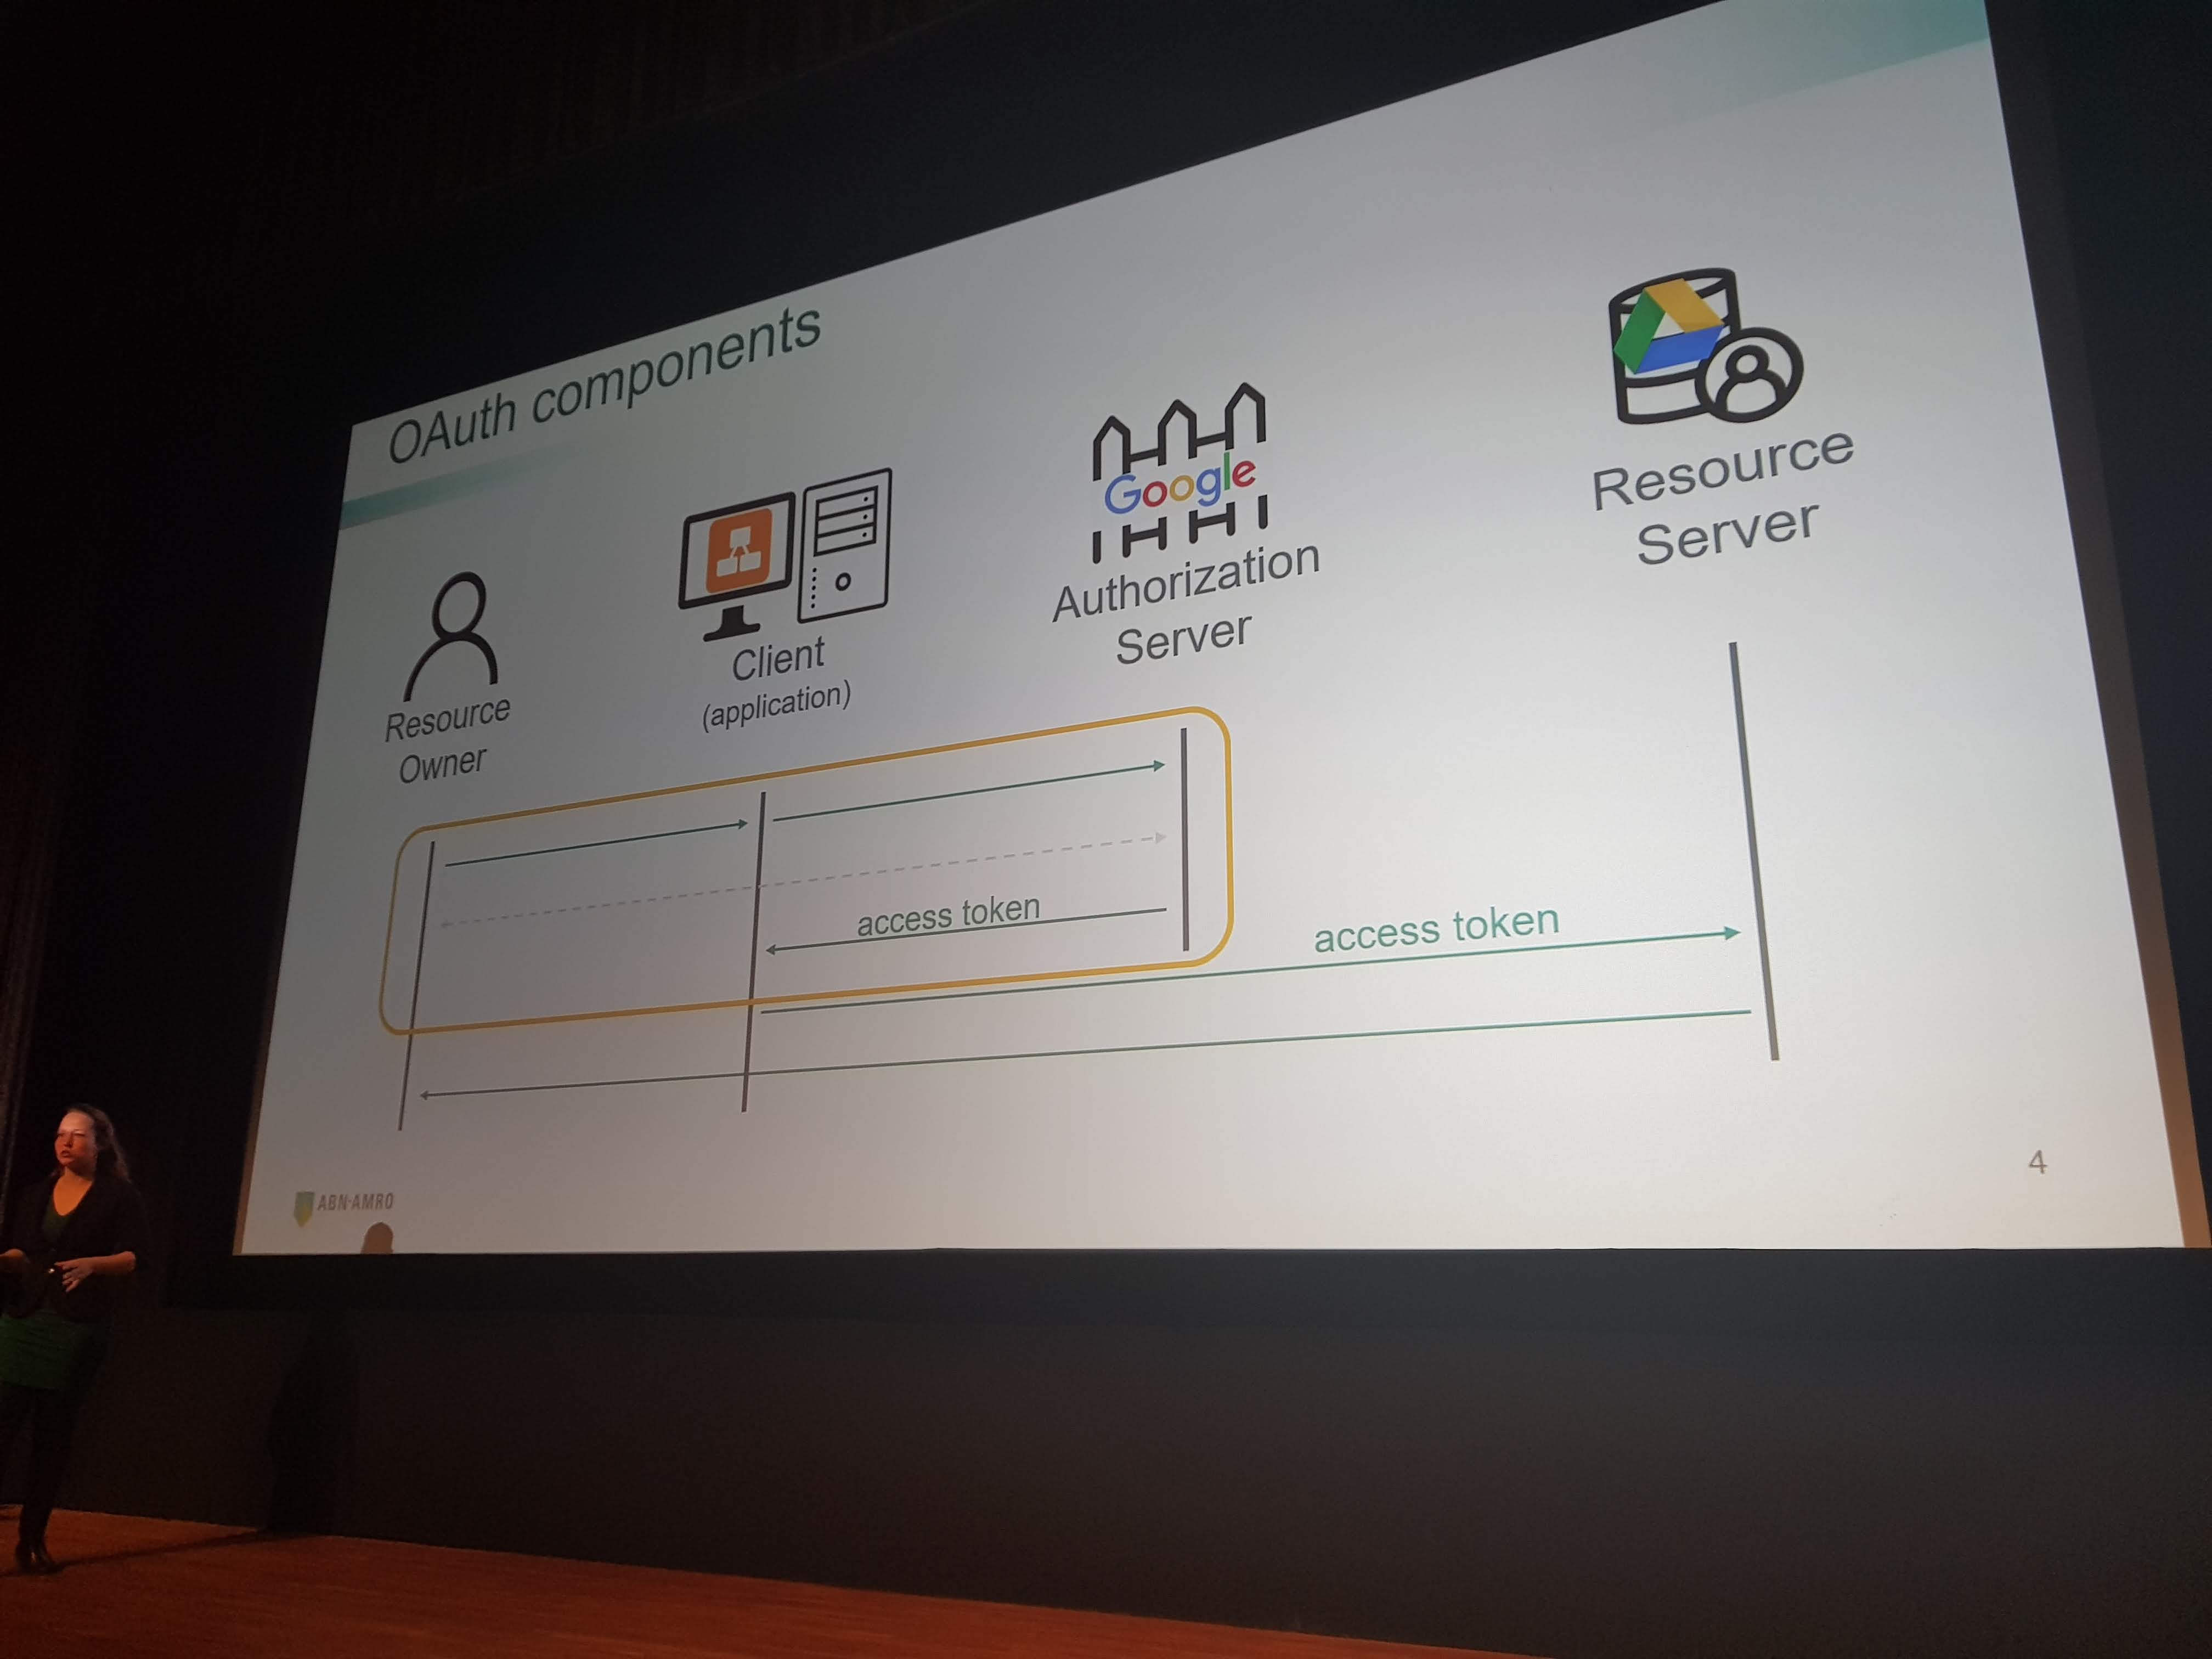 OAuth components
Resource
Owner
Client
(application)
Google
Authorization
Server
Resource
Server
access token
access token
ABN·AMRO
4